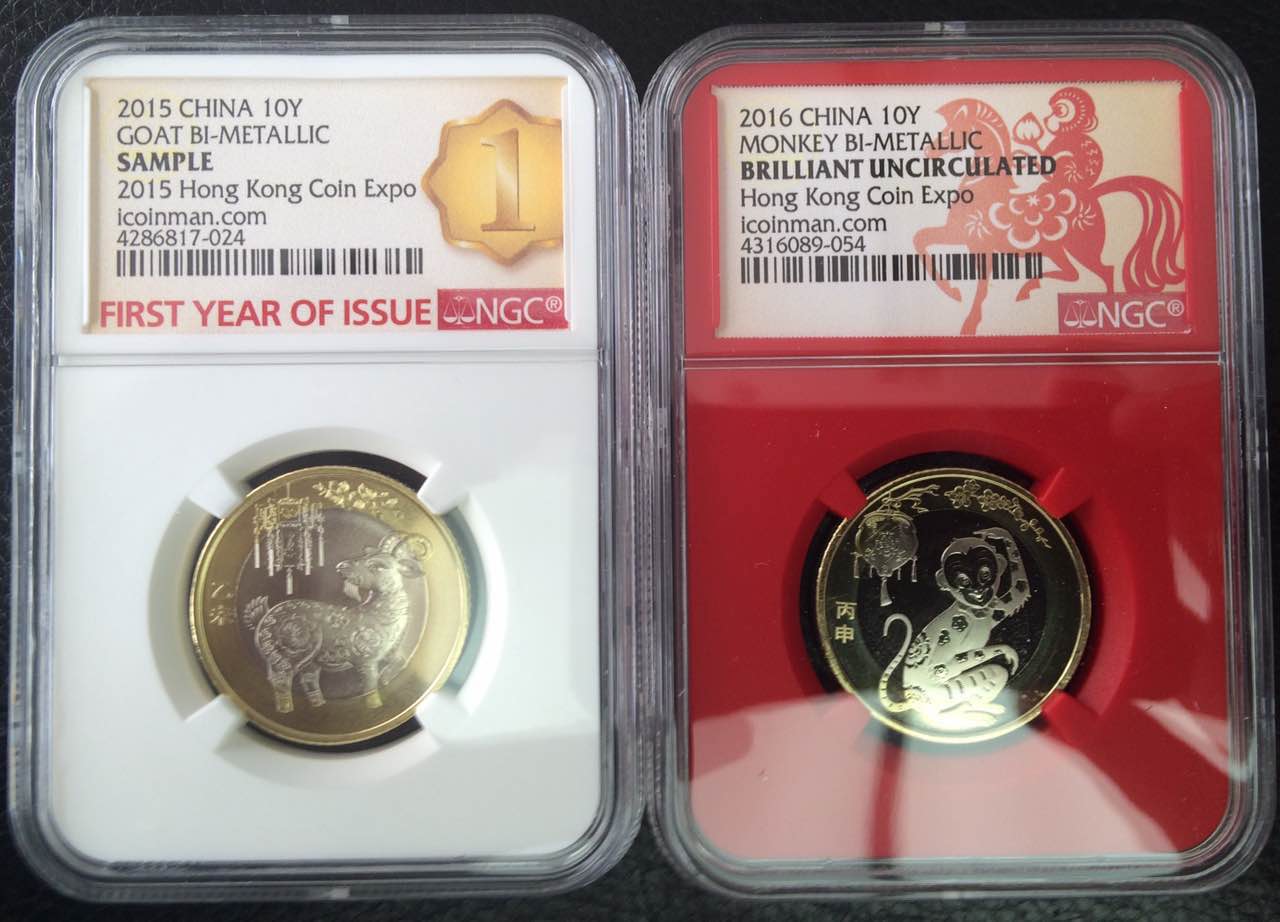 2015 CHINA 10Y
GOAT BI-METALLIC
SAMPLE
2015 Hong Kong Coin Expo
icoinman.com
4286817-024
1
FIRST YEAR OF ISSUE NGC®
乙
未
2016 CHINA 10Y
MONKEY BI-METALLIC
BRILLIANT UNCIRCULATED
Hong Kong Coin Expo
icoinman.com
4316089-054
NGC®
丙
申